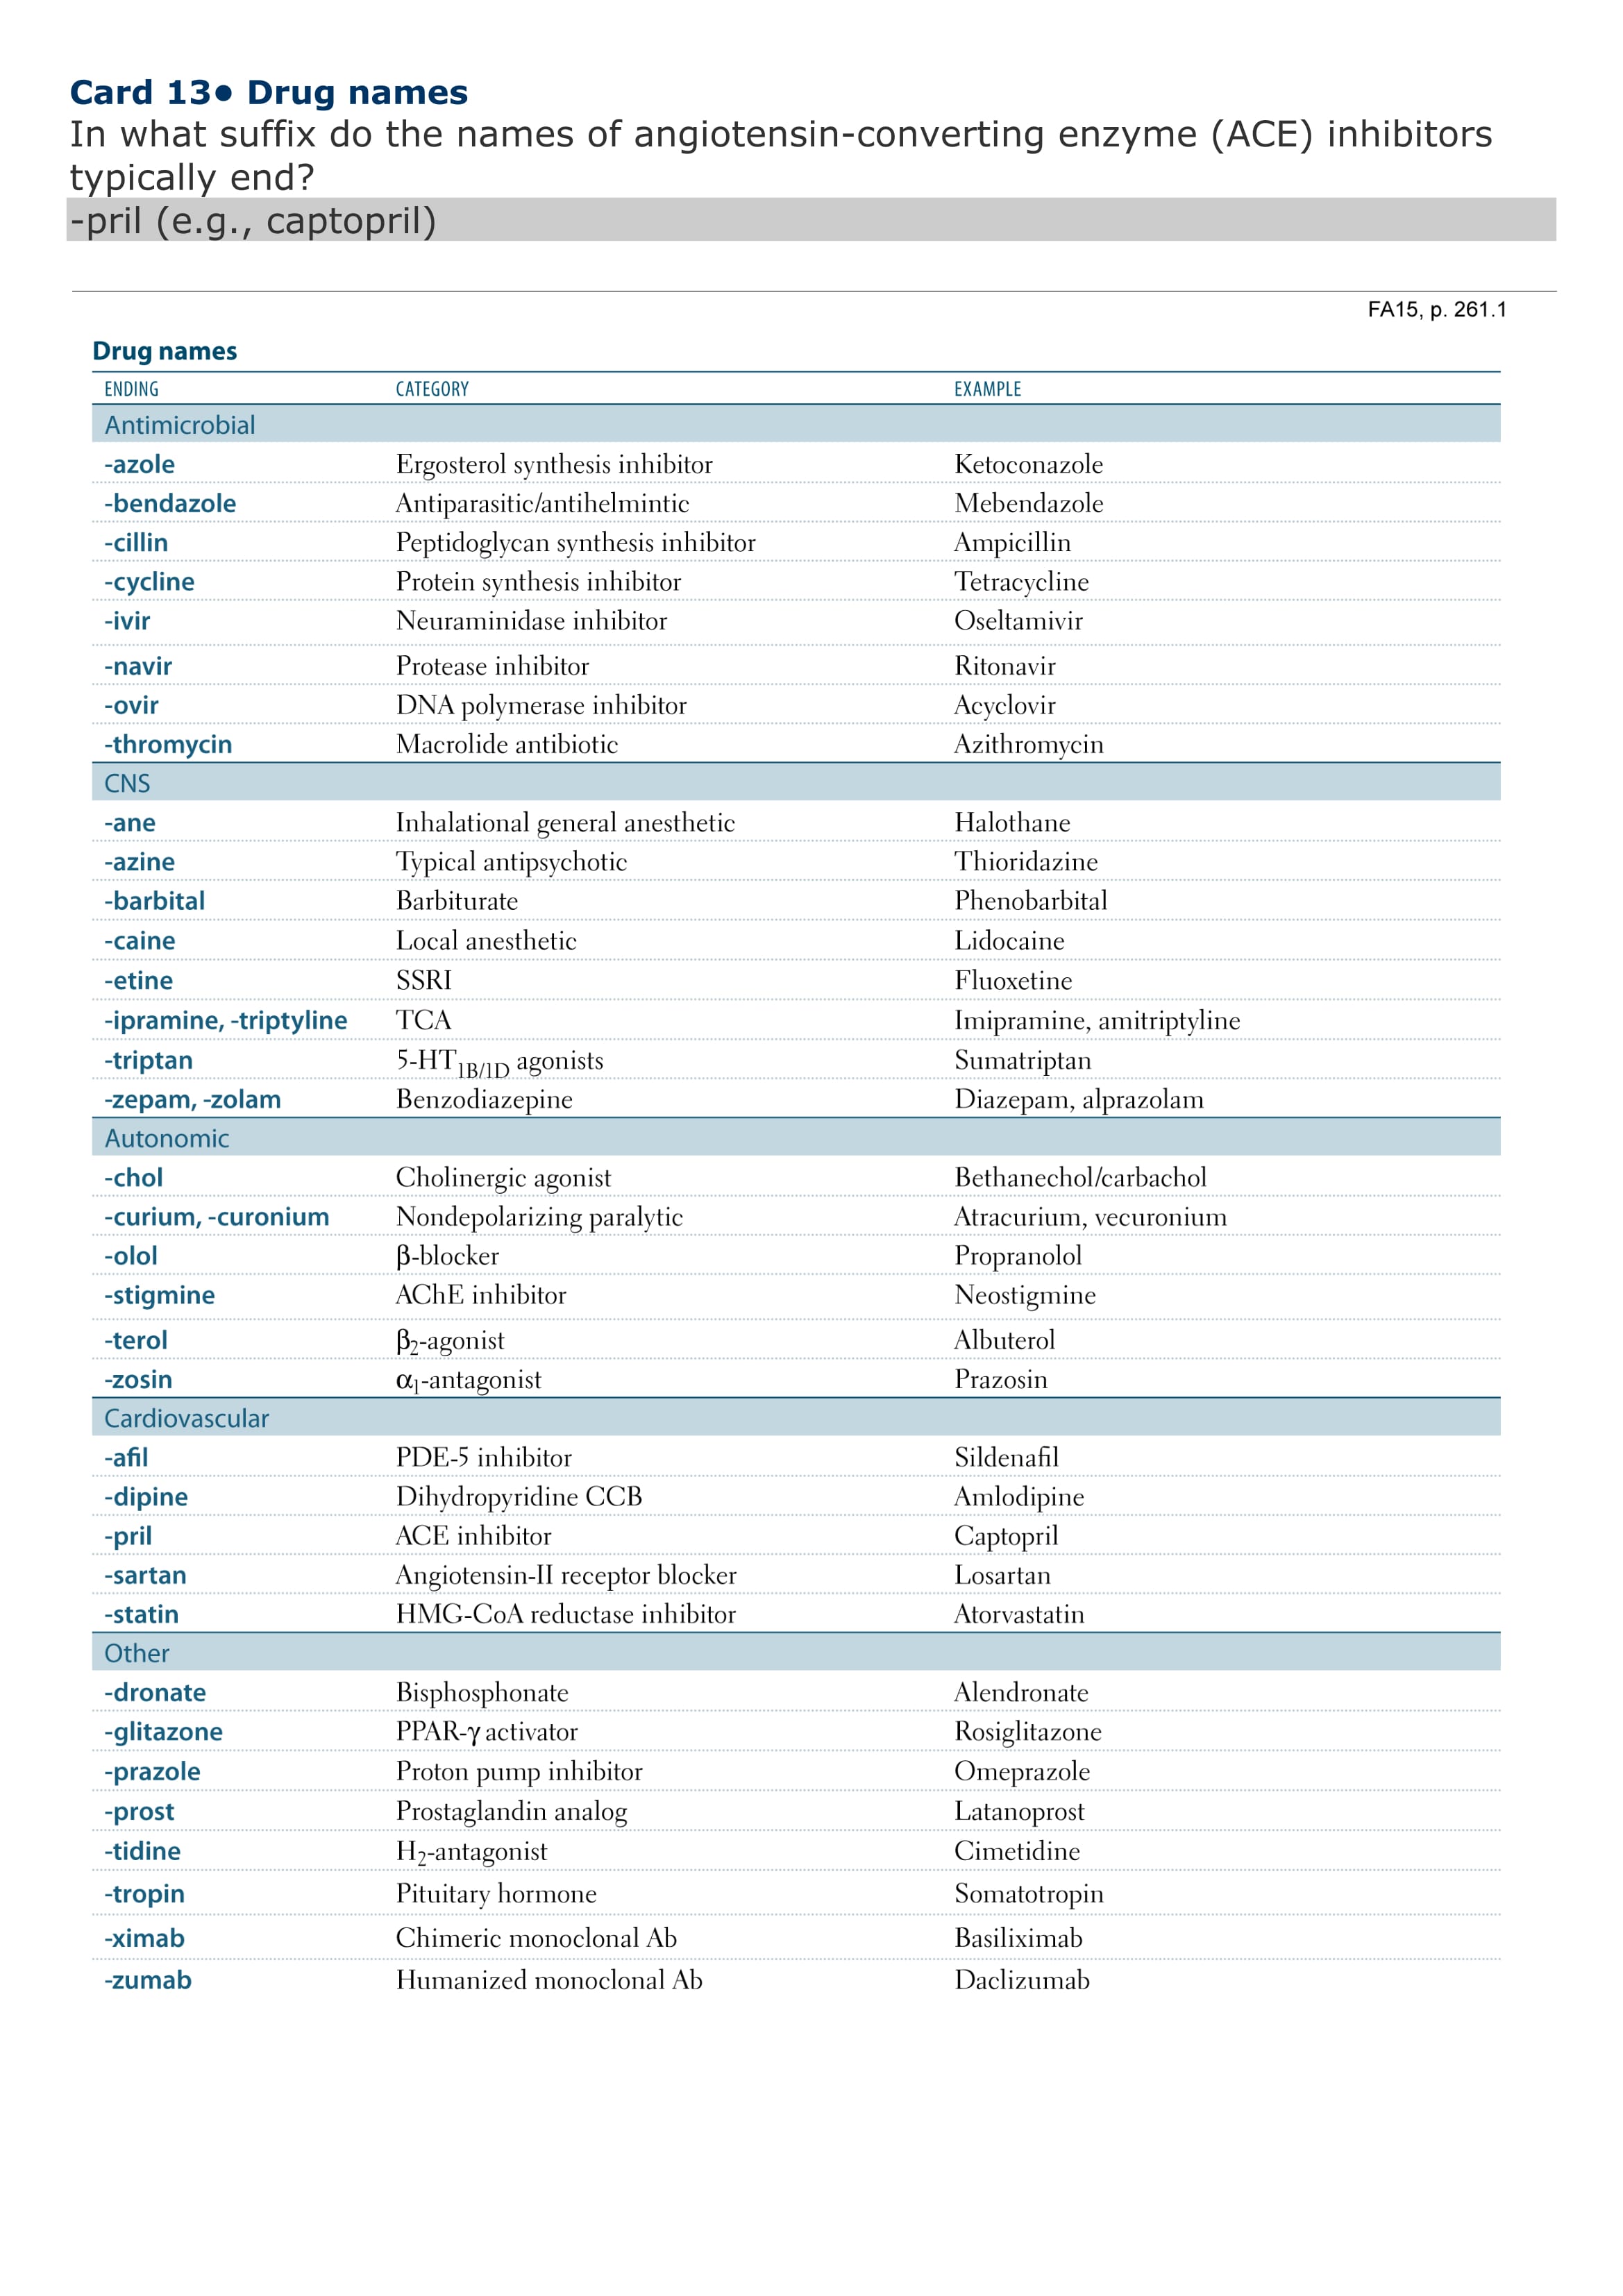 Card 13● Drug names
In what suffix do the names of angiotensin-converting enzyme (ACE) inhibitors
typically end?
-pril (e.g., captopril)
FA15, p. 261.1
Drug names
ENDING CATEGORY EXAMPLE
Antimicrobial
-azole Ergosterol synthesis inhibitor Ketoconazole
-bendazole Antiparasitic/antihelmintic Mebendazole
-cillin Peptidoglycan synthesis inhibitor Ampicillin
-cycline Protein synthesis inhibitor Tetracycline
-ivir Neuraminidase inhibitor Oseltamivir
-navir Protease inhibitor Ritonavir
-ovir DNA polymerase inhibitor Acyclovir
-thromycin Macrolide antibiotic Azithromycin
CNS
-ane Inhalational general anesthetic Halothane
-azine Typical antipsychotic Thioridazine
-barbital Barbiturate Phenobarbital
-caine Local anesthetic Lidocaine
-etine SSRI Fluoxetine
-ipramine, -triptyline TCA Imipramine, amitriptyline
-triptan 5-HT1B/1D agonists Sumatriptan
-zepam, -zolam Benzodiazepine Diazepam, alprazolam
Autonomic
-chol Cholinergic agonist Bethanechol/carbachol
-curium, -curonium Nondepolarizing paralytic Atracurium, vecuronium
-olol β-blocker Propranolol
-stigmine AChE inhibitor Neostigmine
-terol β2-agonist Albuterol
-zosin α1-antagonist Prazosin
Cardiovascular
-afil PDE-5 inhibitor Sildenafil
-dipine Dihydropyridine CCB Amlodipine
-pril ACE inhibitor Captopril
-sartan Angiotensin-II receptor blocker Losartan
-statin HMG-CoA reductase inhibitor Atorvastatin
Other
-dronate Bisphosphonate Alendronate
-glitazone PPAR-γ activator Rosiglitazone
-prazole Proton pump inhibitor Omeprazole
-prost Prostaglandin analog Latanoprost
-tidine H2-antagonist Cimetidine
-tropin Pituitary hormone Somatotropin
-ximab Chimeric monoclonal Ab Basiliximab
-zumab Humanized monoclonal Ab Daclizumab